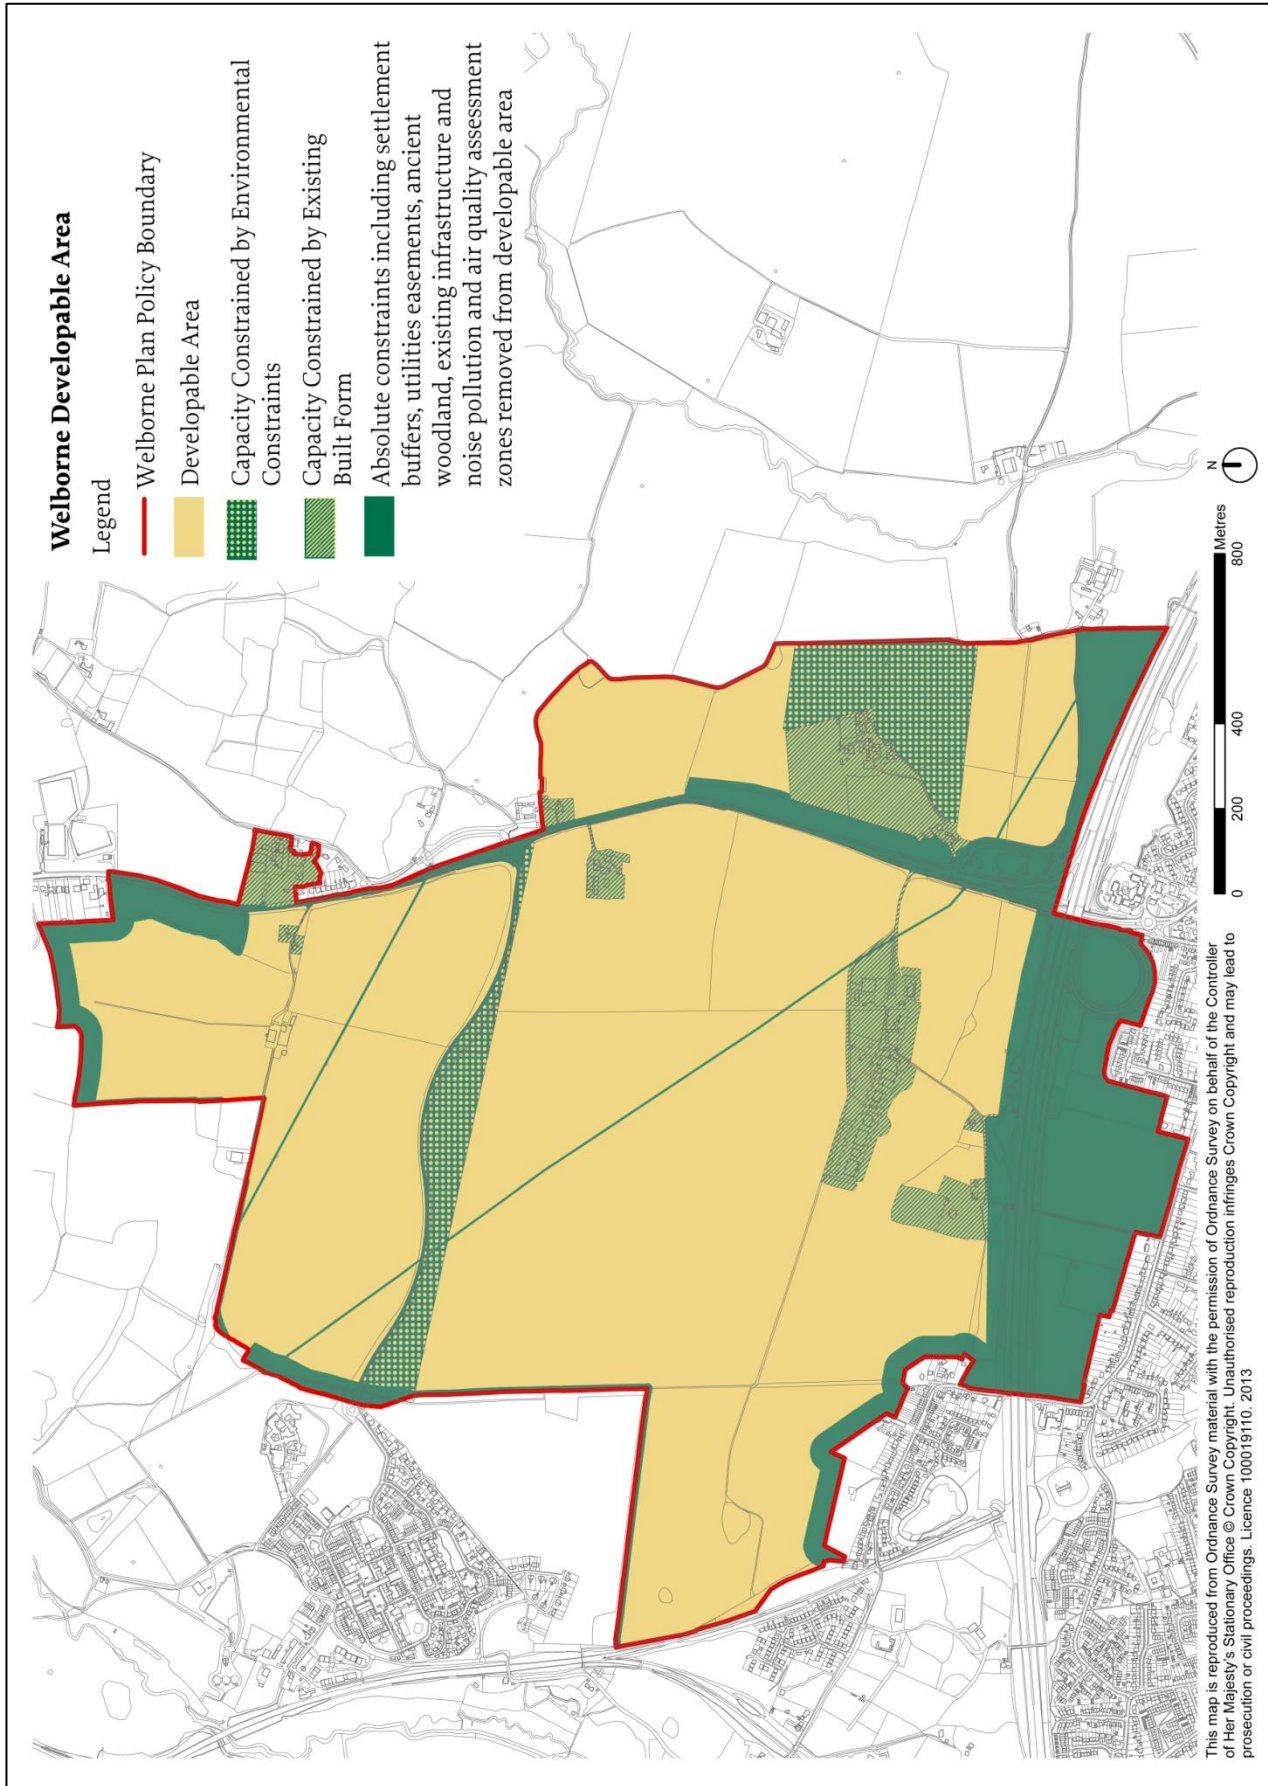 Welborne Developable Area
Legend
Welborne Plan Policy Boundary
Developable Area
Capacity Constrained by Environmental
Constraints
Capacity Constrained by Existing
Built Form
Absolute constraints including settlement
buffers, utilities easements, ancient
woodland, existing infrastructure and
noise pollution and air quality assessment
zones removed from developable area
N
0 200 400 800
Metres
This map is reproduced from Ordnance Survey material with the permission of Ordnance Survey on behalf of the Controller
of Her Majesty's Stationary Office © Crown Copyright. Unauthorised reproduction infringes Crown Copyright and may lead to
prosecution or civil proceedings. Licence 100019110. 2013